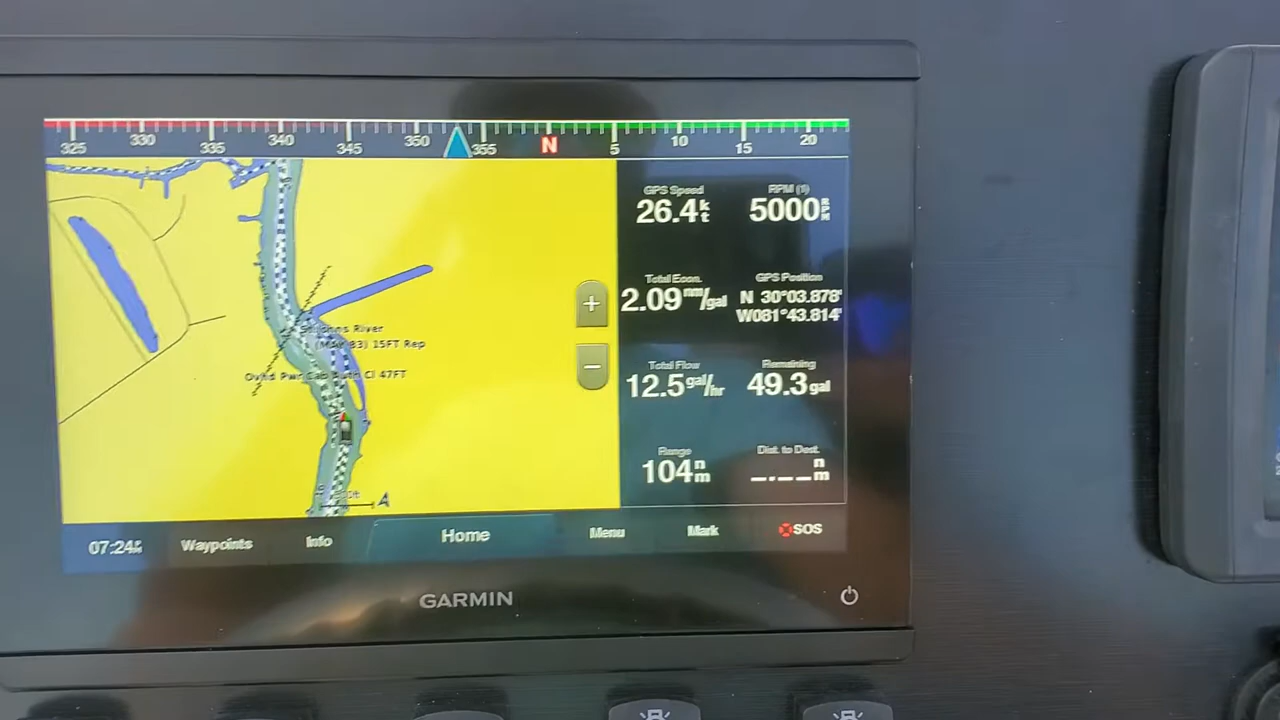 325 330 335 340 345 350 355 N 5 10 15 20
GPS Speed
26.4kt
RPM (1)
5000
Total Econ.
2.09nm/gal
GPS Position
N 30°03.878'
W081°43.814'
Total Flow
12.5gal/hr
Remaining
49.3gal
Range
104nm
Dist. to Dest.
_._ _nm
River
15FT Rep
Ovhd Pwr Cl 47FT
+
−
07:24
Waypoints
Info
Home
Menu
Mark
SOS
GARMIN